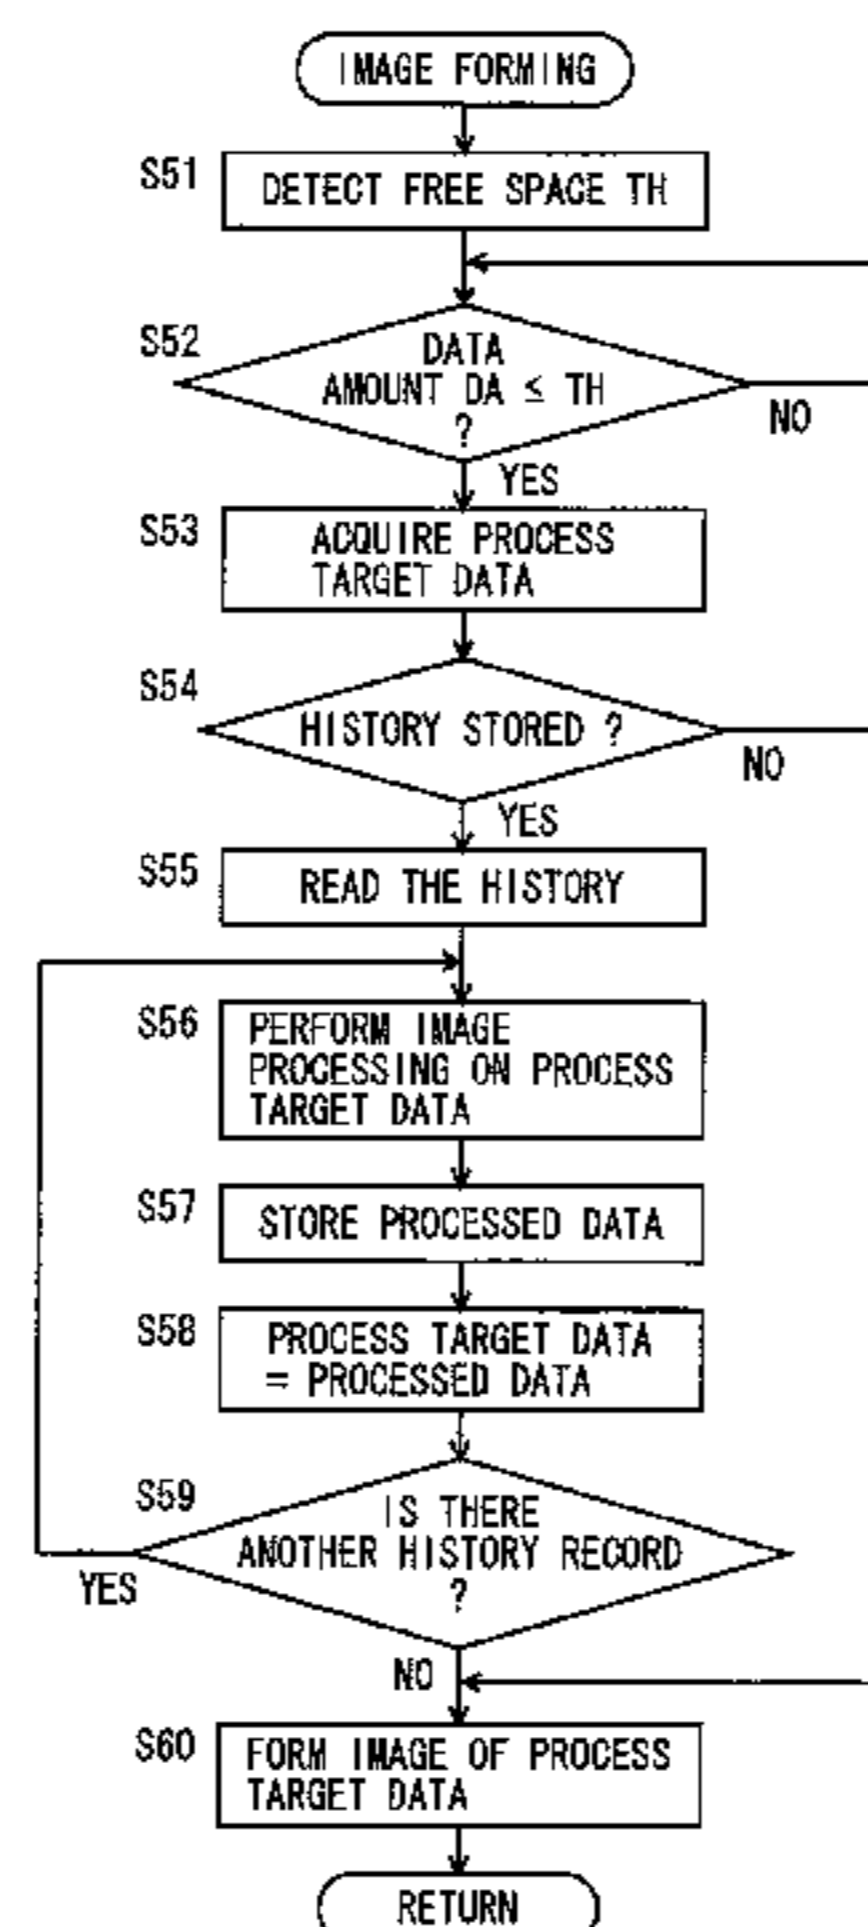 IMAGE FORMING
S51
DETECT FREE SPACE TH
S52
DATA
AMOUNT DA ≤ TH
?
NO
YES
S53
ACQUIRE PROCESS
TARGET DATA
S54
HISTORY STORED ?
NO
YES
S55
READ THE HISTORY
S56
PERFORM IMAGE
PROCESSING ON PROCESS
TARGET DATA
S57
STORE PROCESSED DATA
S58
PROCESS TARGET DATA
= PROCESSED DATA
S59
IS THERE
ANOTHER HISTORY RECORD
?
YES
NO
S60
FORM IMAGE OF PROCESS
TARGET DATA
RETURN